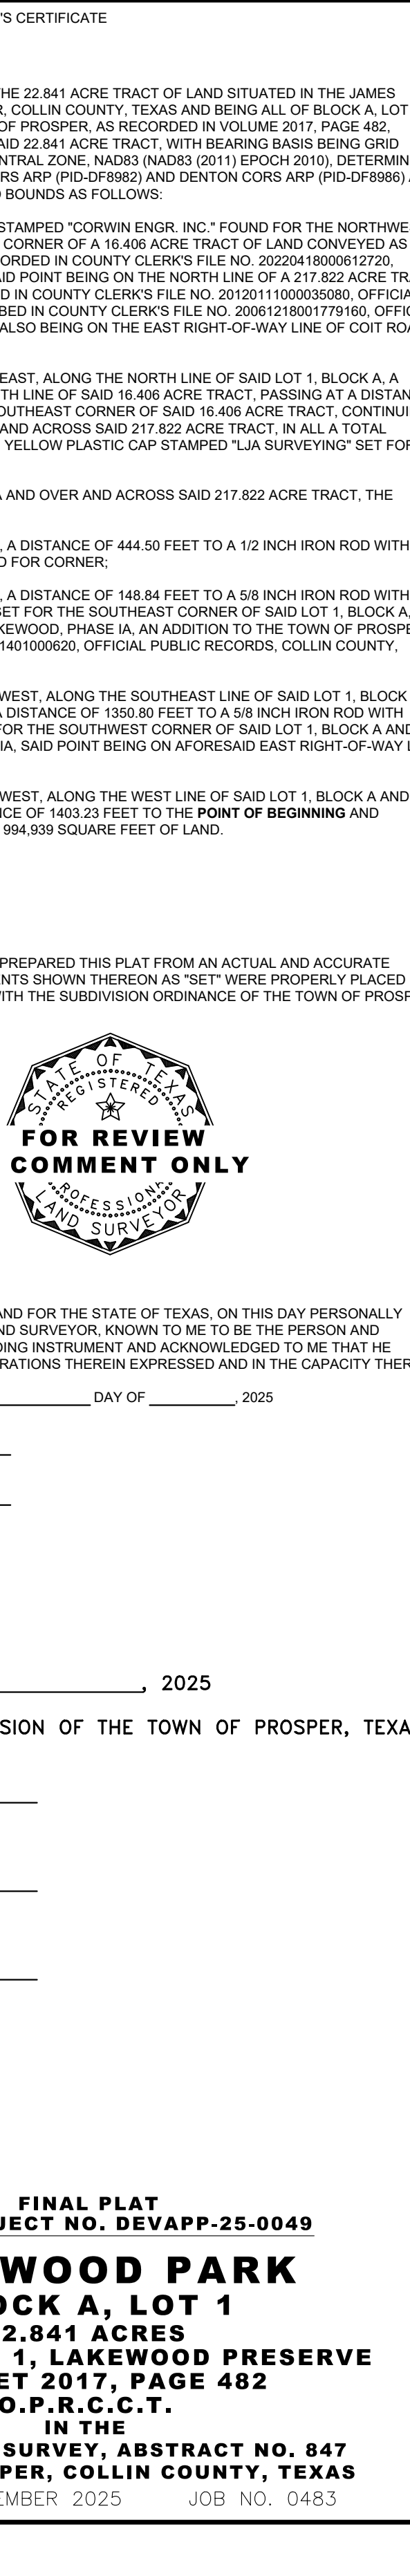 'S CERTIFICATE
HE 22.841 ACRE TRACT OF LAND SITUATED IN THE JAMES
R, COLLIN COUNTY, TEXAS AND BEING ALL OF BLOCK A, LOT
OF PROSPER, AS RECORDED IN VOLUME 2017, PAGE 482,
AID 22.841 ACRE TRACT, WITH BEARING BASIS BEING GRID
NTRAL ZONE, NAD83 (NAD83 (2011) EPOCH 2010), DETERMIN
RS ARP (PID-DF8982) AND DENTON CORS ARP (PID-DF8986)
BOUNDS AS FOLLOWS:
STAMPED "CORWIN ENGR. INC." FOUND FOR THE NORTHWE
CORNER OF A 16.406 ACRE TRACT OF LAND CONVEYED AS
ORDED IN COUNTY CLERK'S FILE NO. 20220418000612720,
AID POINT BEING ON THE NORTH LINE OF A 217.822 ACRE TRA
D IN COUNTY CLERK'S FILE NO. 20120111000035080, OFFICIA
BED IN COUNTY CLERK'S FILE NO. 20061218001779160, OFFIC
ALSO BEING ON THE EAST RIGHT-OF-WAY LINE OF COIT ROA
EAST, ALONG THE NORTH LINE OF SAID LOT 1, BLOCK A, A
TH LINE OF SAID 16.406 ACRE TRACT, PASSING AT A DISTAN
OUTHEAST CORNER OF SAID 16.406 ACRE TRACT, CONTINUI
AND ACROSS SAID 217.822 ACRE TRACT, IN ALL A TOTAL
YELLOW PLASTIC CAP STAMPED "LJA SURVEYING" SET FOR
A AND OVER AND ACROSS SAID 217.822 ACRE TRACT, THE
, A DISTANCE OF 444.50 FEET TO A 1/2 INCH IRON ROD WITH
D FOR CORNER;
, A DISTANCE OF 148.84 FEET TO A 5/8 INCH IRON ROD WITH
SET FOR THE SOUTHEAST CORNER OF SAID LOT 1, BLOCK A,
KEWOOD, PHASE IA, AN ADDITION TO THE TOWN OF PROSPE
1401000620, OFFICIAL PUBLIC RECORDS, COLLIN COUNTY,
WEST, ALONG THE SOUTHEAST LINE OF SAID LOT 1, BLOCK
A DISTANCE OF 1350.80 FEET TO A 5/8 INCH IRON ROD WITH
FOR THE SOUTHWEST CORNER OF SAID LOT 1, BLOCK A AND
IA, SAID POINT BEING ON AFORESAID EAST RIGHT-OF-WAY L
WEST, ALONG THE WEST LINE OF SAID LOT 1, BLOCK A AND
NCE OF 1403.23 FEET TO THE POINT OF BEGINNING AND
994,939 SQUARE FEET OF LAND.
PREPARED THIS PLAT FROM AN ACTUAL AND ACCURATE
ENTS SHOWN THEREON AS "SET" WERE PROPERLY PLACED
WITH THE SUBDIVISION ORDINANCE OF THE TOWN OF PROSP
STATE OF TEXAS
REGISTERED
FOR REVIEW
COMMENT ONLY
ROFESSIONA
LAND SURVEYOR
AND FOR THE STATE OF TEXAS, ON THIS DAY PERSONALLY
ND SURVEYOR, KNOWN TO ME TO BE THE PERSON AND
OING INSTRUMENT AND ACKNOWLEDGED TO ME THAT HE
RATIONS THEREIN EXPRESSED AND IN THE CAPACITY THER
DAY OF ____________, 2025
____________________, 2025
SION OF THE TOWN OF PROSPER, TEXA
FINAL PLAT
JECT NO. DEVAPP-25-0049
WOOD PARK
OCK A, LOT 1
2.841 ACRES
1, LAKEWOOD PRESERVE
ET 2017, PAGE 482
O.P.R.C.C.T.
IN THE
SURVEY, ABSTRACT NO. 847
PER, COLLIN COUNTY, TEXAS
EMBER 2025 JOB NO. 0483